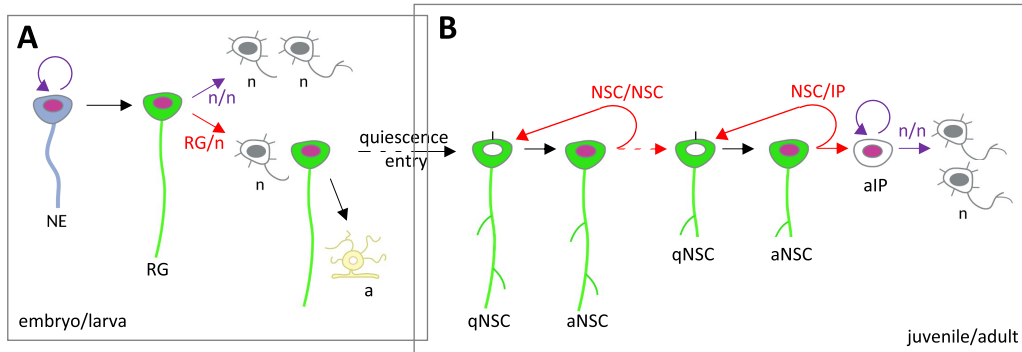 A
n
n
n/n
RG/n
n
NE
RG
a
embryo/larva
B
quiescence
entry
NSC/NSC
NSC/IP
n/n
aIP
n
qNSC
aNSC
qNSC
aNSC
juvenile/adult